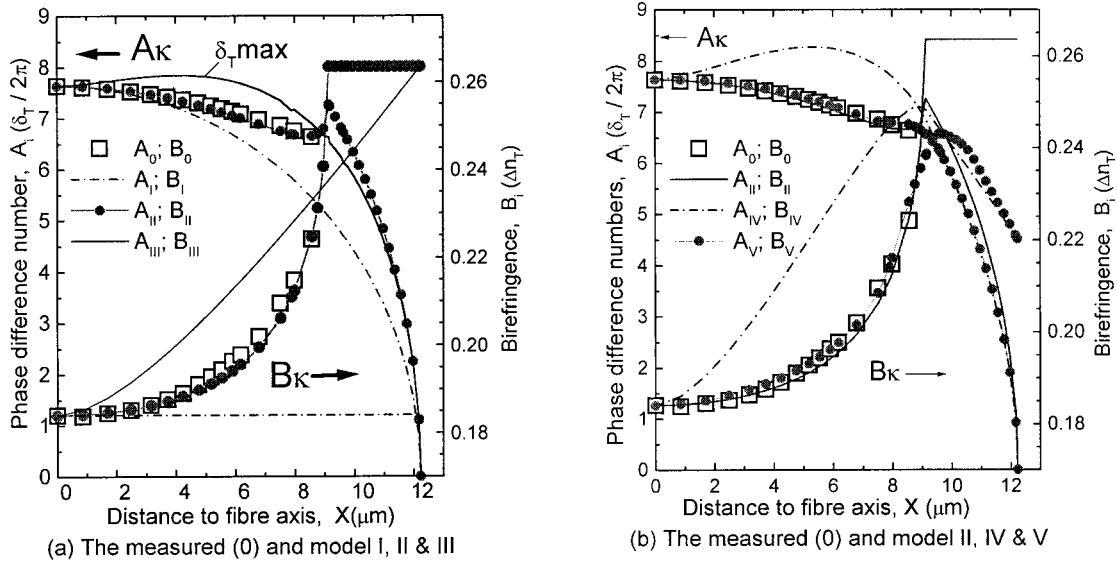 Aκ
δT max
A0; B0
AI; BI
AII; BII
AIII; BIII
Bκ
Phase difference number, Ai (δT / 2π)
9
8
7
6
5
4
3
2
1
0
0 2 4 6 8 10 12
Distance to fibre axis, X(μm)
0.26
0.24
0.22
0.20
0.18
Birefringence, Bi (ΔnT)
(a) The measured (0) and model I, II & III
Aκ
A0; B0
AII; BII
AIV; BIV
AV; BV
Bκ
Phase difference numbers, Ai (δT / 2π)
9
8
7
6
5
4
3
2
1
0
0 2 4 6 8 10 12
Distance to fibre axis, X (μm)
0.26
0.24
0.22
0.20
0.18
Birefringence, Bi (ΔnT)
(b) The measured (0) and model II, IV & V